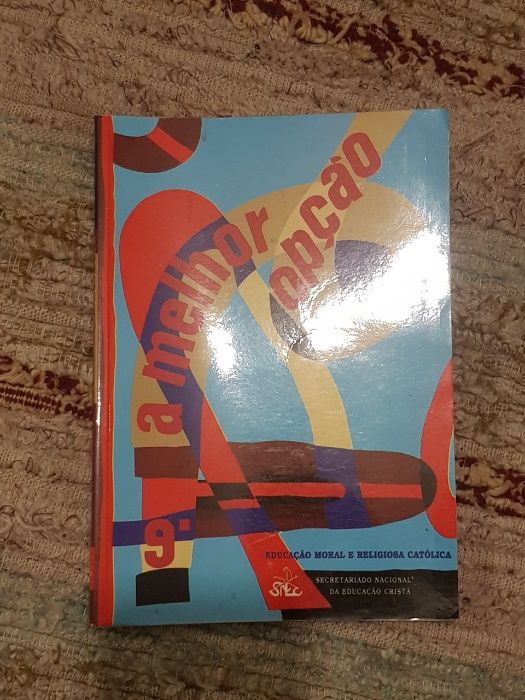 a melhor
opção
9.º
EDUCAÇÃO MORAL E RELIGIOSA CATÓLICA
SNEC
SECRETARIADO NACIONAL
DA EDUCAÇÃO CRISTÃ